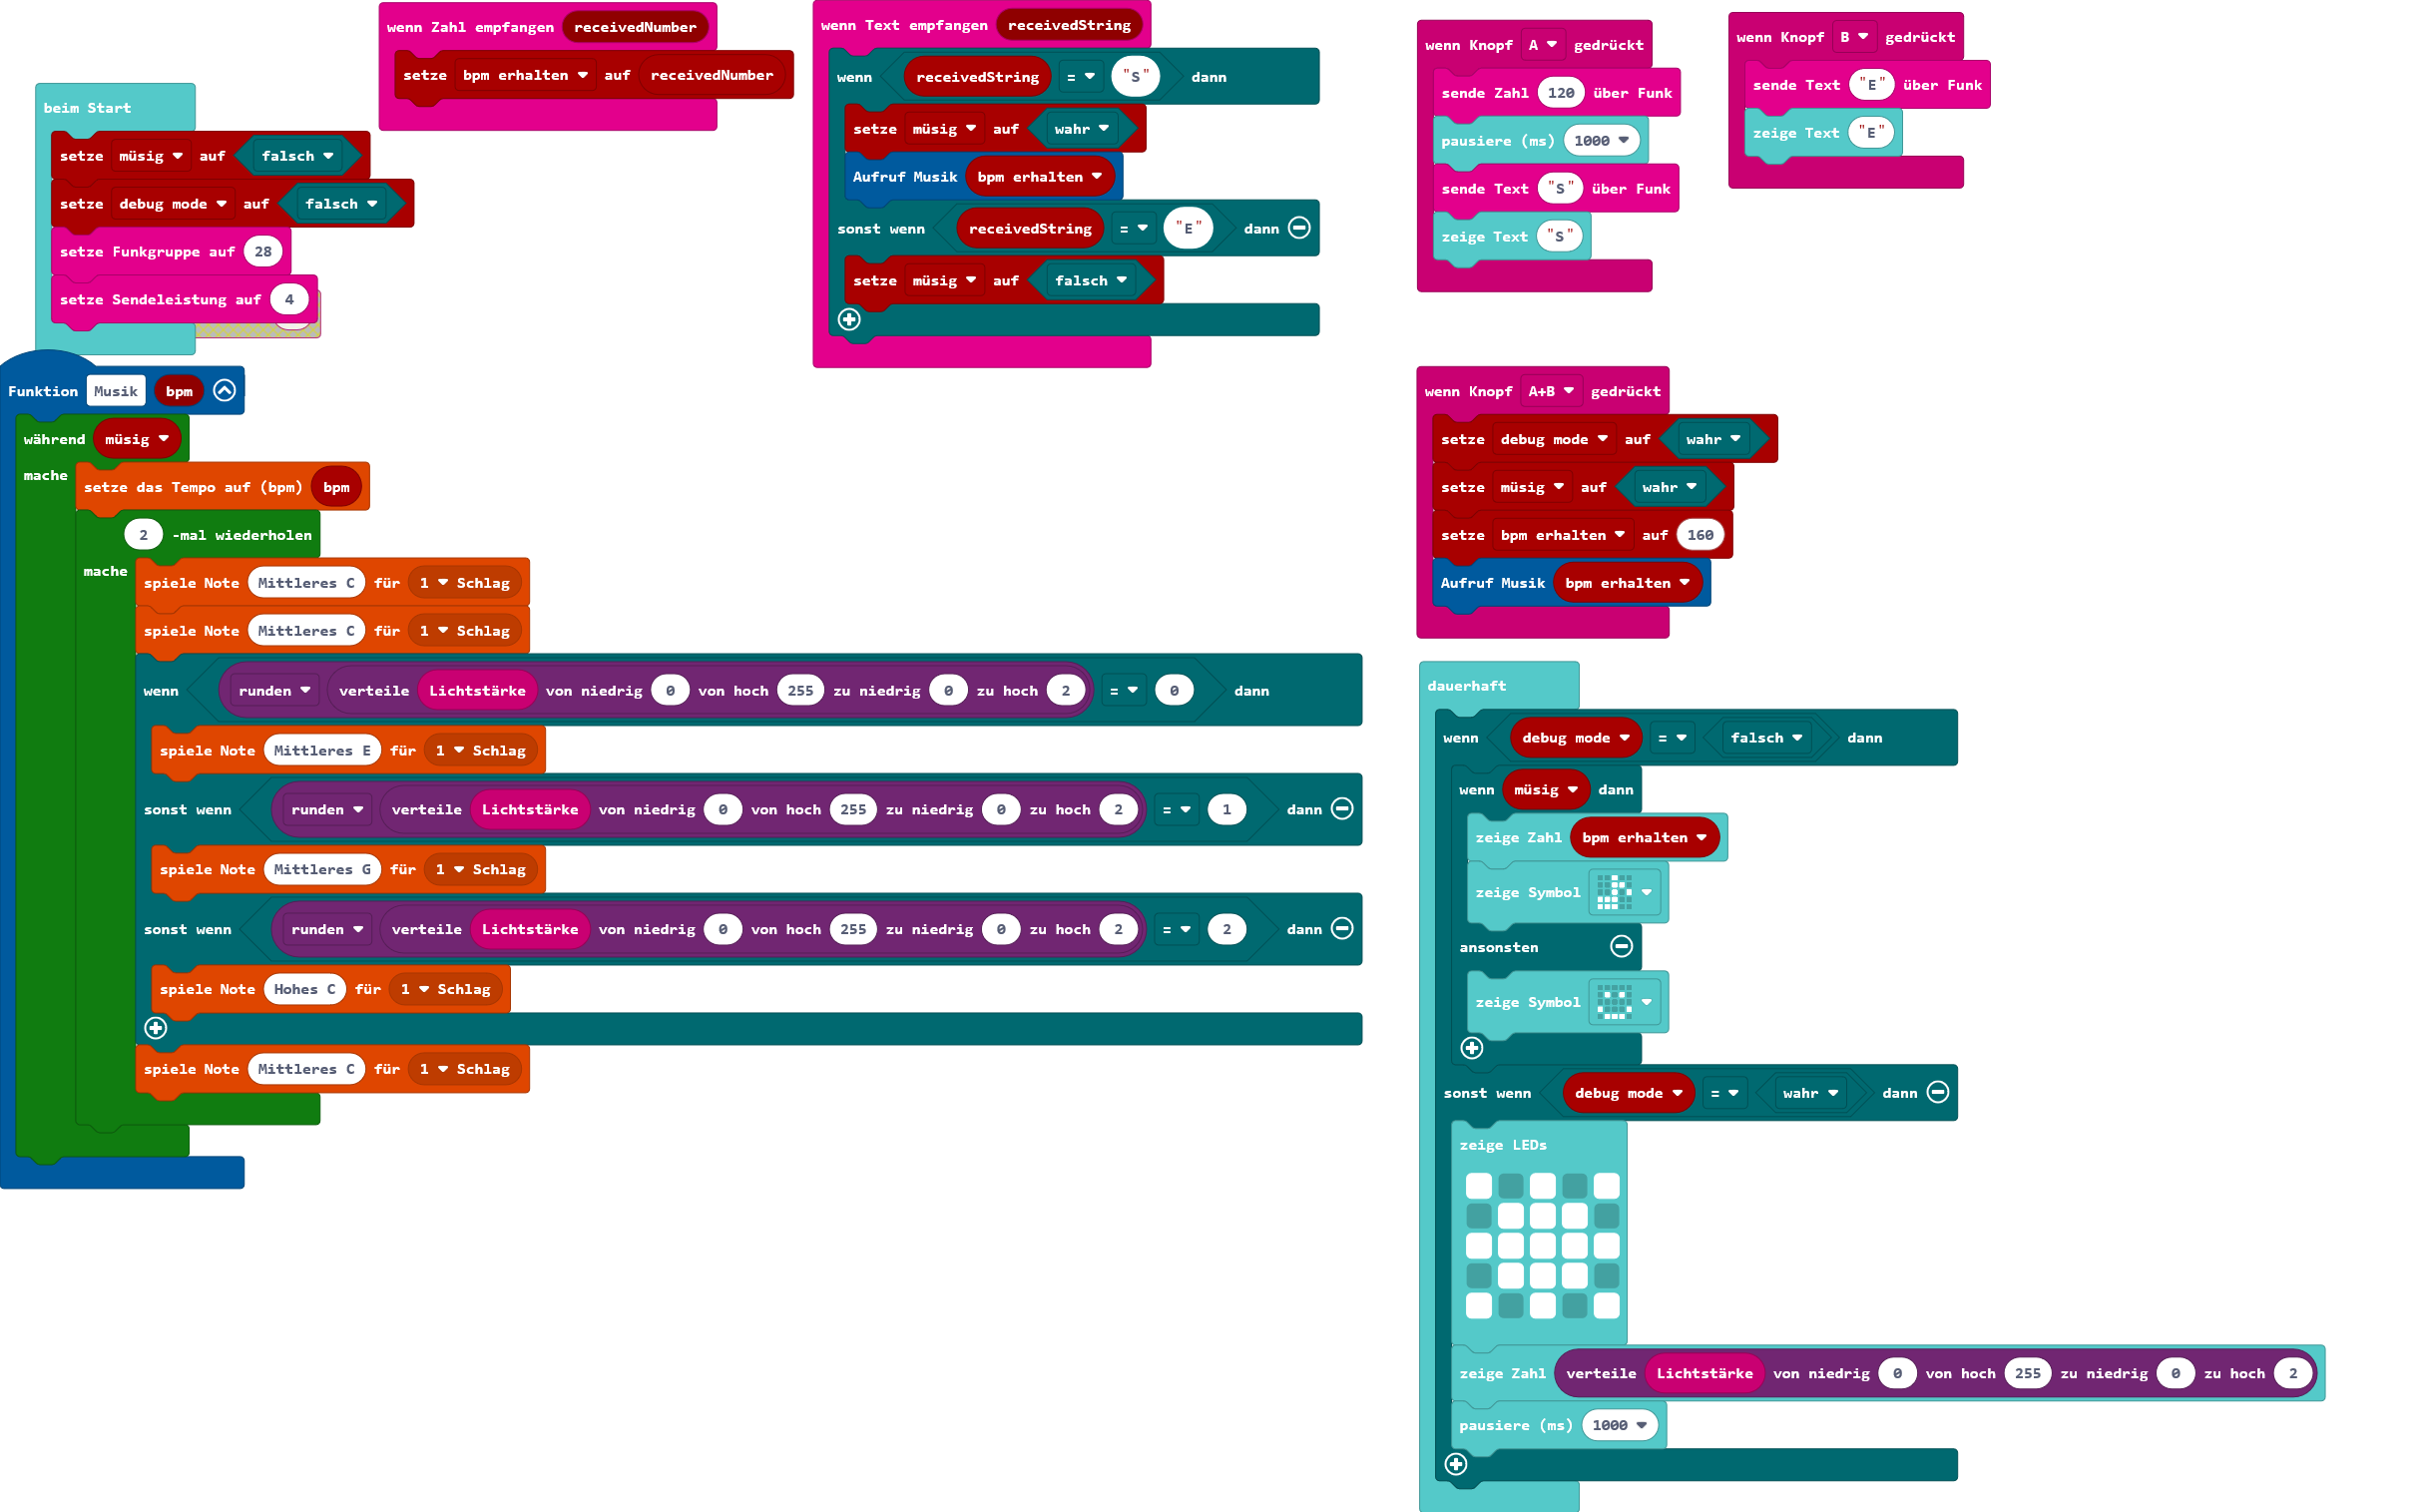 beim Start
setze müsig auf falsch
setze debug mode auf falsch
setze Funkgruppe auf 28
setze Sendeleistung auf 4
wenn Zahl empfangen receivedNumber
setze bpm erhalten auf receivedNumber
wenn Text empfangen receivedString
wenn receivedString = "S" dann
setze müsig auf wahr
Aufruf Musik bpm erhalten
sonst wenn receivedString = "E" dann
setze müsig auf falsch
wenn Knopf A gedrückt
sende Zahl 120 über Funk
pausiere (ms) 1000
sende Text "S" über Funk
zeige Text "S"
wenn Knopf B gedrückt
sende Text "E" über Funk
zeige Text "E"
Funktion Musik bpm
während müsig
mache
setze das Tempo auf (bpm) bpm
2 -mal wiederholen
mache
spiele Note Mittleres C für 1 Schlag
spiele Note Mittleres C für 1 Schlag
wenn runden verteile Lichtstärke von niedrig 0 von hoch 255 zu niedrig 0 zu hoch 2 = 0 dann
spiele Note Mittleres E für 1 Schlag
sonst wenn runden verteile Lichtstärke von niedrig 0 von hoch 255 zu niedrig 0 zu hoch 2 = 1 dann
spiele Note Mittleres G für 1 Schlag
sonst wenn runden verteile Lichtstärke von niedrig 0 von hoch 255 zu niedrig 0 zu hoch 2 = 2 dann
spiele Note Hohes C für 1 Schlag
spiele Note Mittleres C für 1 Schlag
wenn Knopf A+B gedrückt
setze debug mode auf wahr
setze müsig auf wahr
setze bpm erhalten auf 160
Aufruf Musik bpm erhalten
dauerhaft
wenn debug mode = falsch dann
wenn müsig dann
zeige Zahl bpm erhalten
zeige Symbol
ansonsten
zeige Symbol
sonst wenn debug mode = wahr dann
zeige LEDs
zeige Zahl verteile Lichtstärke von niedrig 0 von hoch 255 zu niedrig 0 zu hoch 2
pausiere (ms) 1000